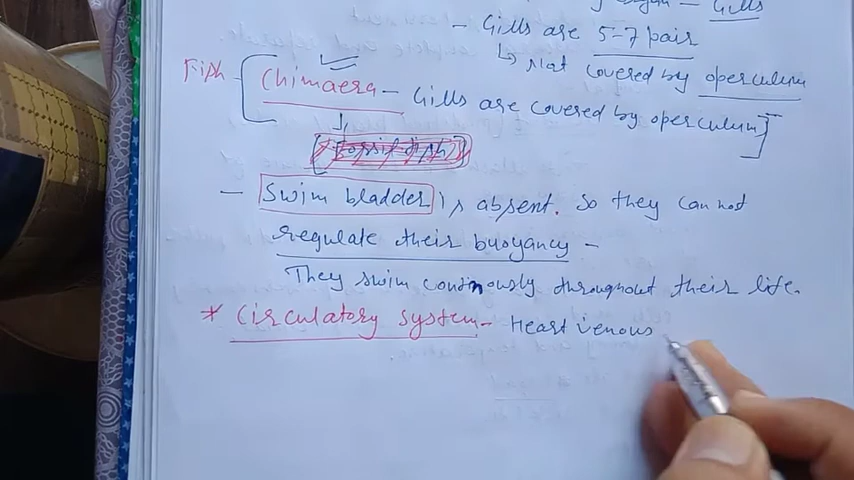 Gills
- Gills are 5-7 pair
↳ Not covered by operculum
Fish Chimaera - Gills are covered by operculum]
- Swim bladder is absent. So they can not
regulate their buoyancy -
They swim continously throughout their life.
* Circulatory system - Heart venous